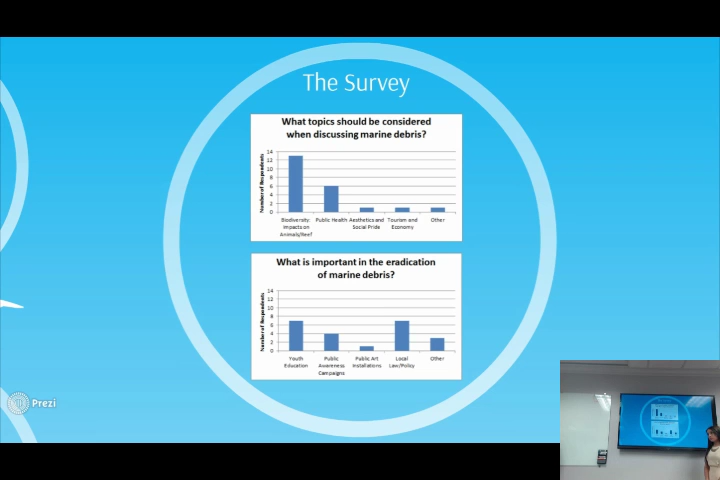 The Survey
What topics should be considered
when discussing marine debris?
Number of Respondents
14
12
10
8
6
4
2
0
Biodiversity: Impacts on Animals/Reef
Public Health
Aesthetics and Social Pride
Tourism and Economy
Other
What is important in the eradication
of marine debris?
Number of Respondents
14
12
10
8
6
4
2
0
Youth Education
Public Awareness Campaigns
Public Art Installations
Local Law/Policy
Other
Prezi